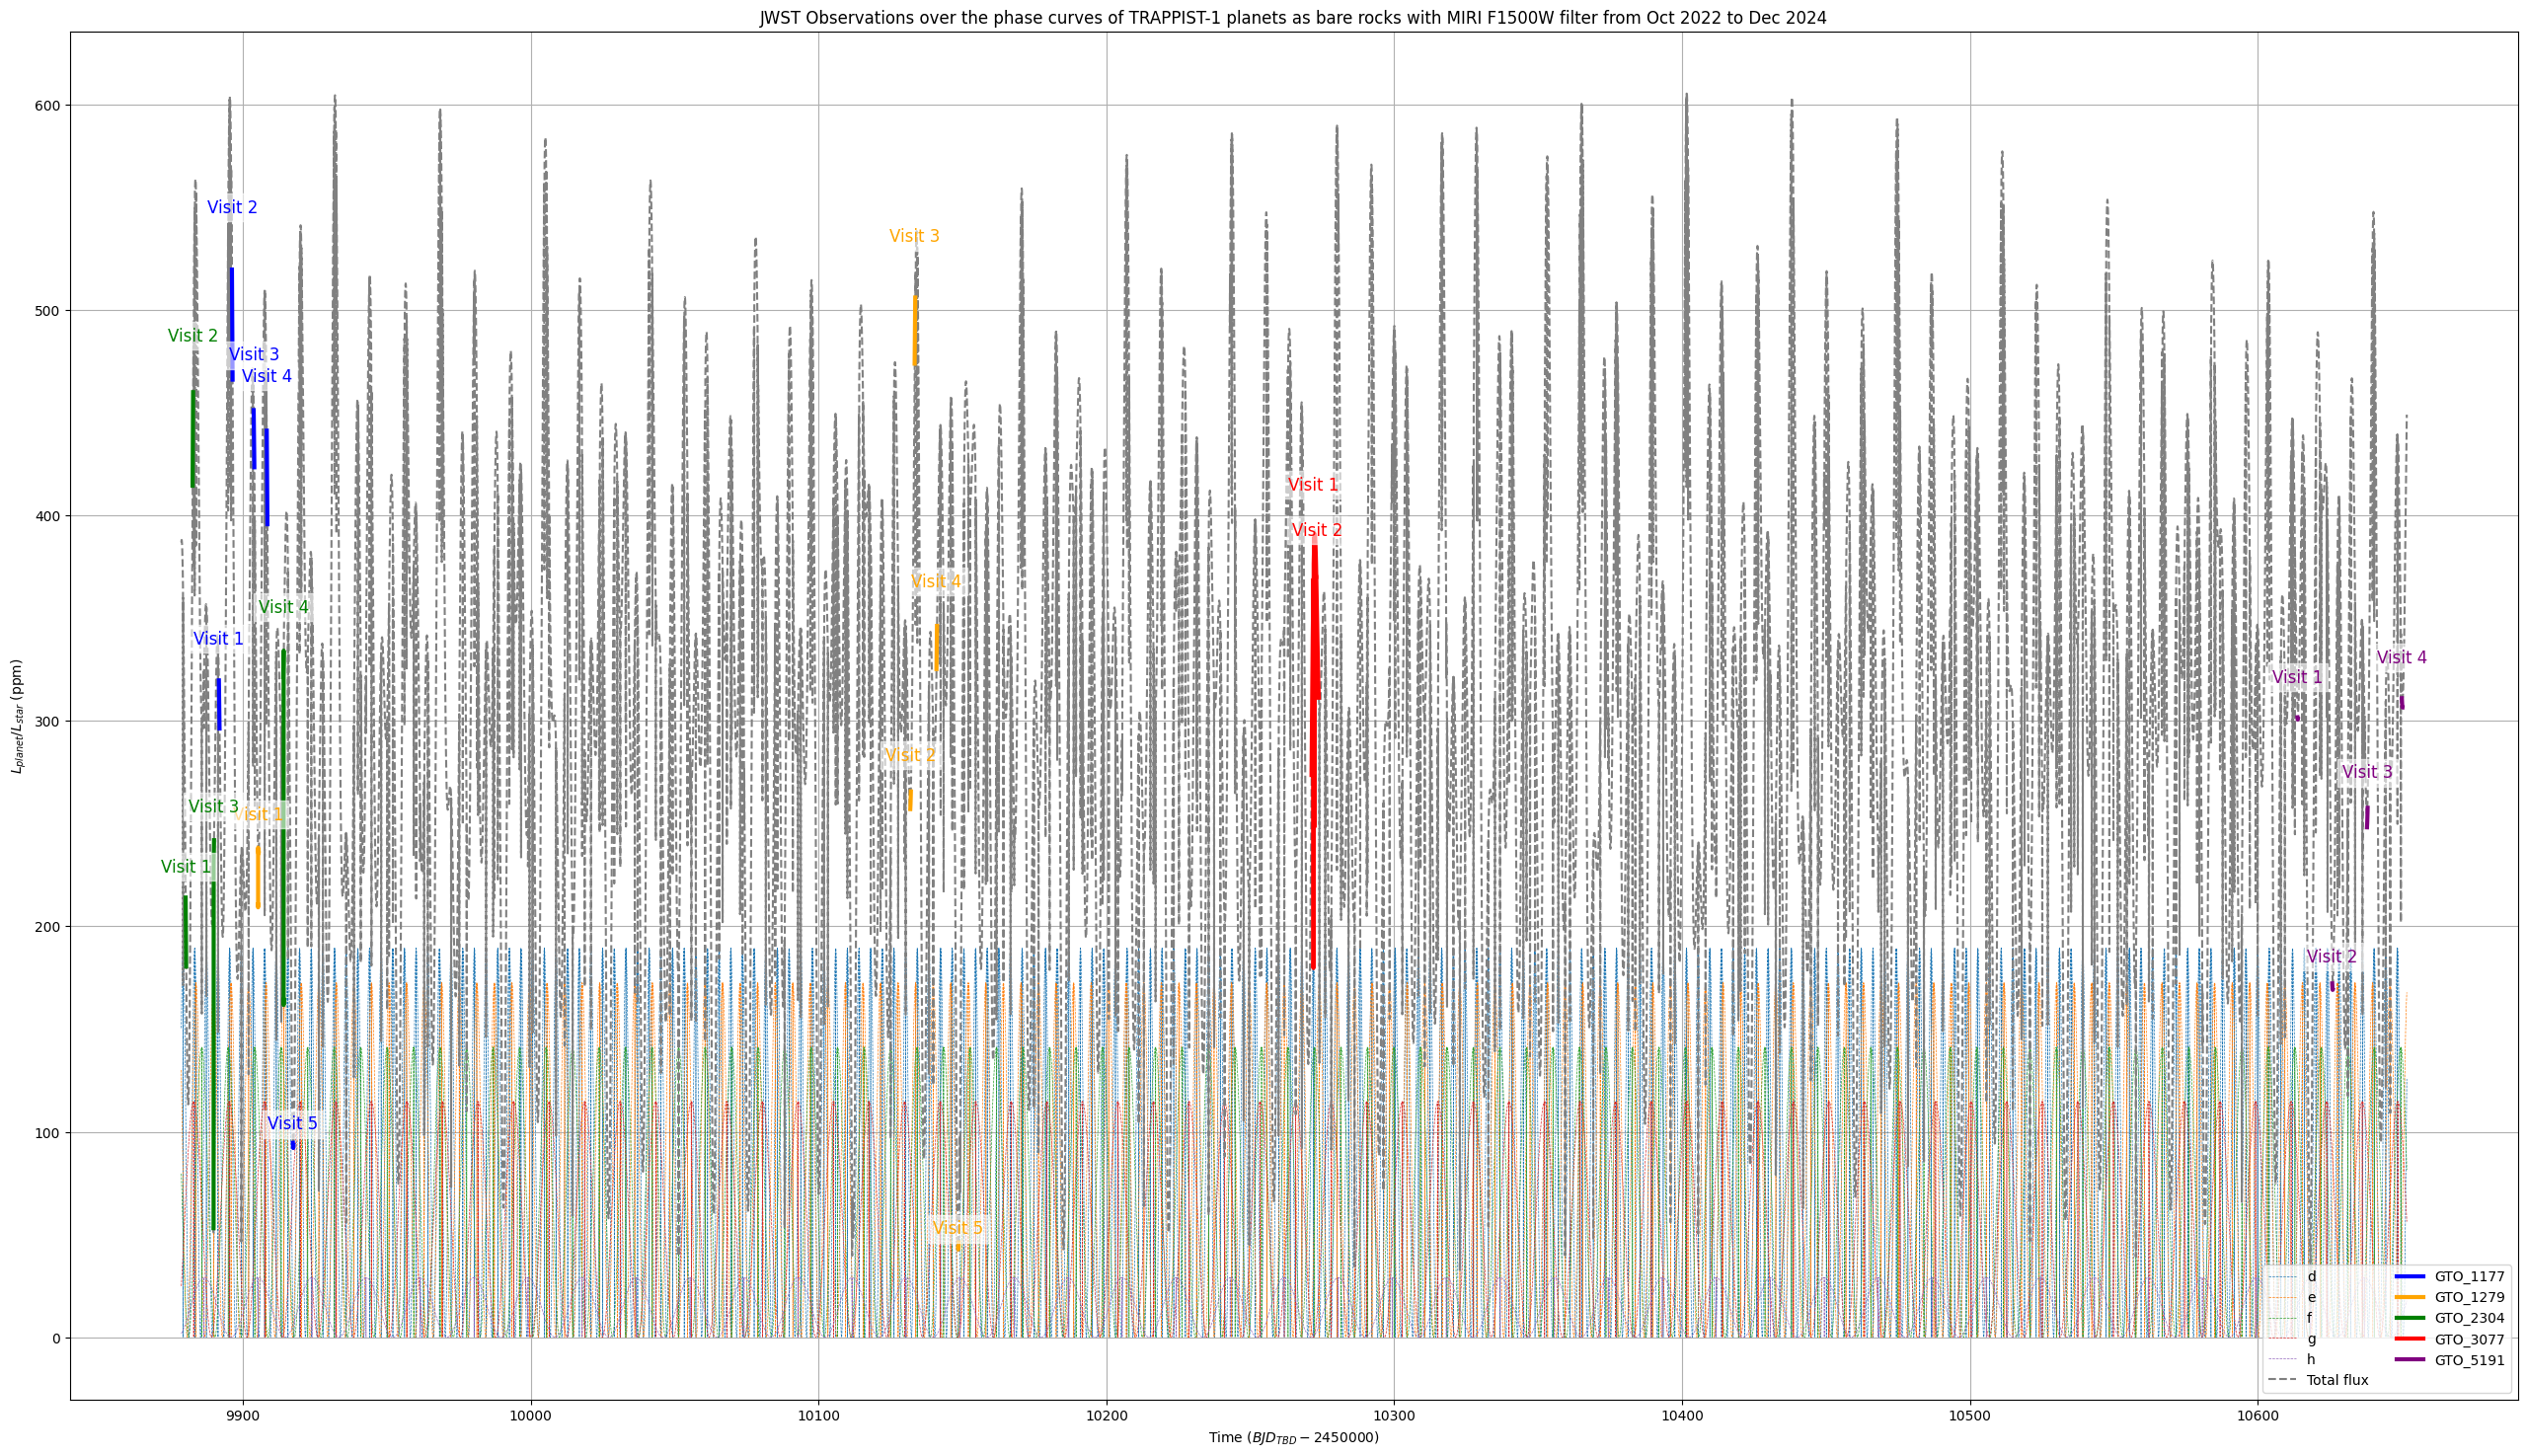 JWST Observations over the phase curves of TRAPPIST-1 planets as bare rocks with MIRI F1500W filter from Oct 2022 to Dec 2024
600
500
400
300
200
100
0
L_planet/L_star (ppm)
Visit 2
Visit 3
Visit 2
Visit 3
Visit 4
Visit 1
Visit 2
Visit 4
Visit 4
Visit 1
Visit 4
Visit 1
Visit 2
Visit 3
Visit 3
Visit 1
Visit 1
Visit 2
Visit 5
Visit 5
d
e
f
g
h
Total flux
GTO_1177
GTO_1279
GTO_2304
GTO_3077
GTO_5191
9900
10000
10100
10200
10300
10400
10500
10600
Time (BJD_TBD − 2450000)